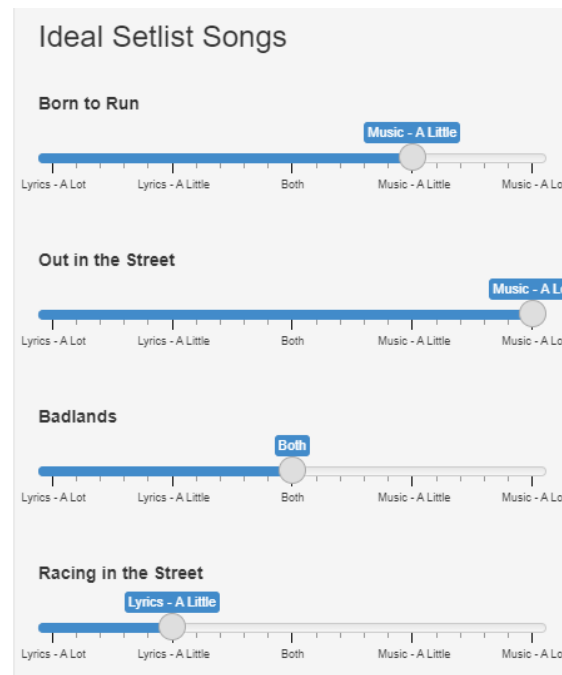 Ideal Setlist Songs
Born to Run
Music - A Little
Lyrics - A Lot Lyrics - A Little Both Music - A Little Music - A Lo
Out in the Street
Music - A Lo
Lyrics - A Lot Lyrics - A Little Both Music - A Little Music - A Lo
Badlands
Both
Lyrics - A Lot Lyrics - A Little Both Music - A Little Music - A Lo
Racing in the Street
Lyrics - A Little
Lyrics - A Lot Lyrics - A Little Both Music - A Little Music - A Lo